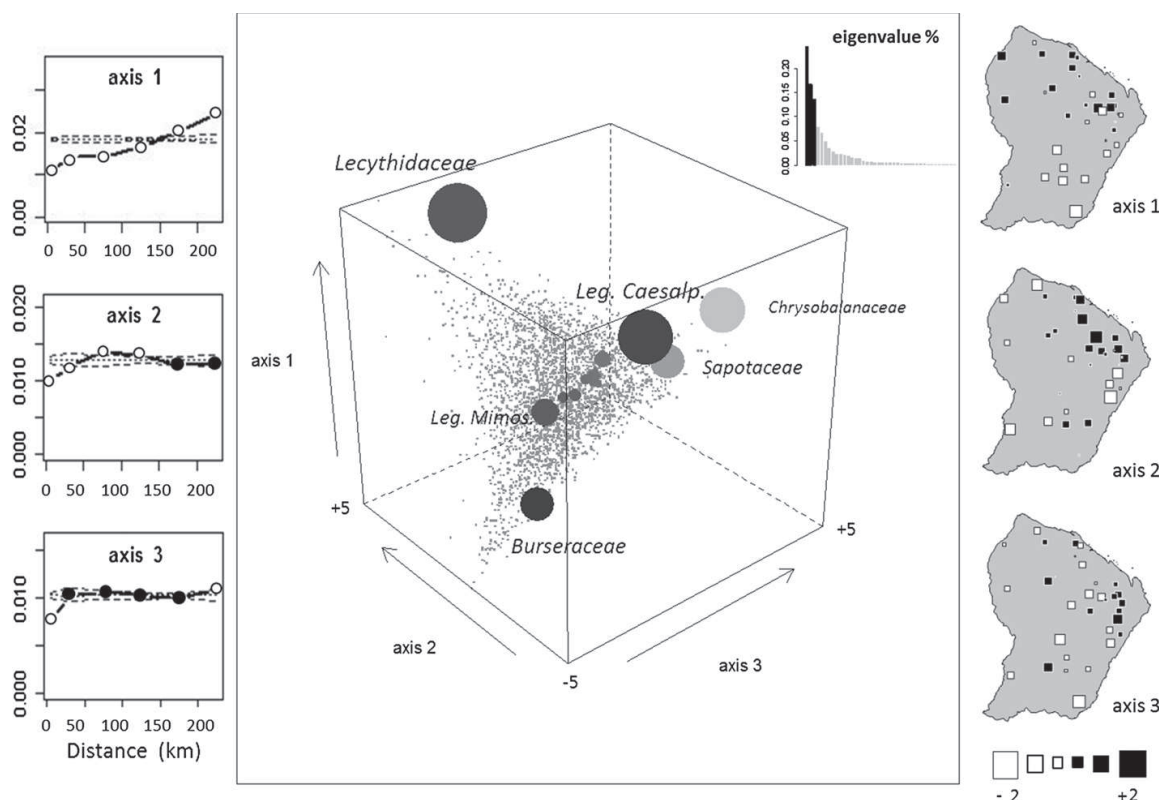 axis 1
0.02
0.00
0 50 100 150 200
axis 2
0.020
0.010
0.000
0 50 100 150 200
axis 3
0.010
0.000
0 50 100 150 200
Distance (km)
eigenvalue %
0.20
0.15
0.10
0.05
0.00
Lecythidaceae
Leg. Caesalp.
Chrysobalanaceae
Sapotaceae
Leg. Mimos.
Burseraceae
axis 1
+5
axis 2
-5
axis 3
+5
axis 1
axis 2
axis 3
- 2 +2